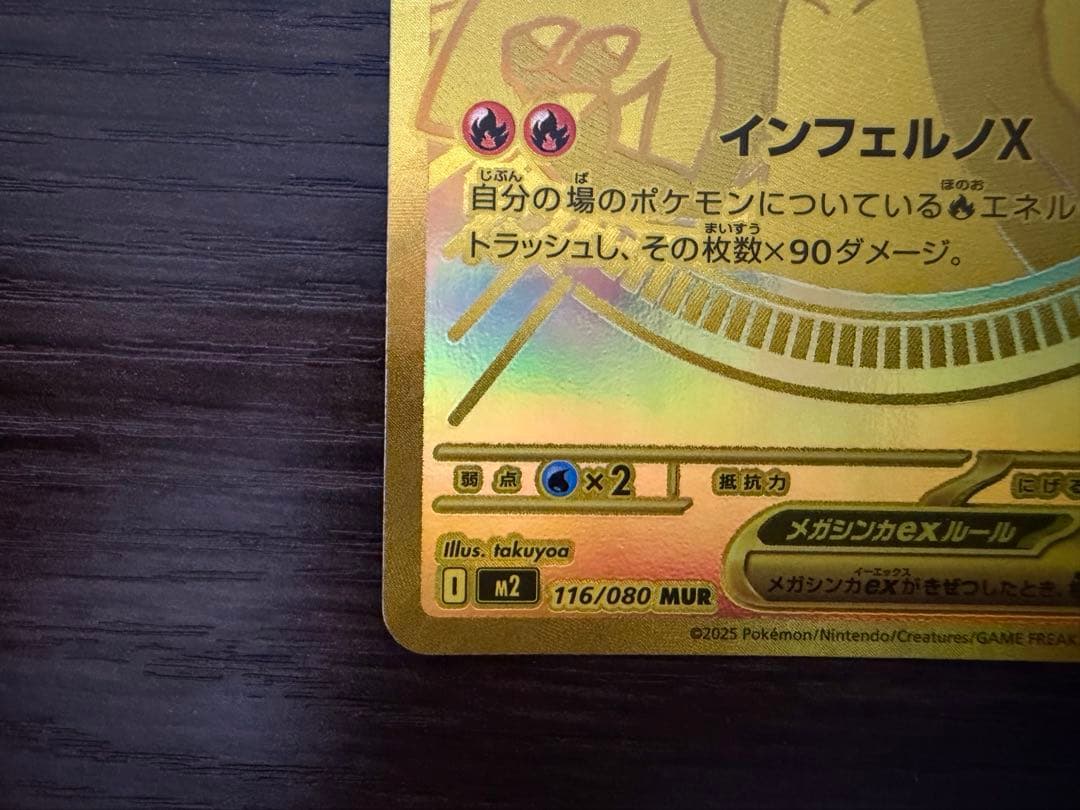 インフェルノX
じぶん ば ほのお
自分の場のポケモンについているエネル
まいすう
トラッシュし、その枚数×90ダメージ。
弱点 ×2 抵抗力 にげる
メガシンカexルール
イーエックス
メガシンカexがきぜつしたとき、
Illus. takuyoa
I M2 116/080 MUR
©2025 Pokémon/Nintendo/Creatures/GAME FREAK